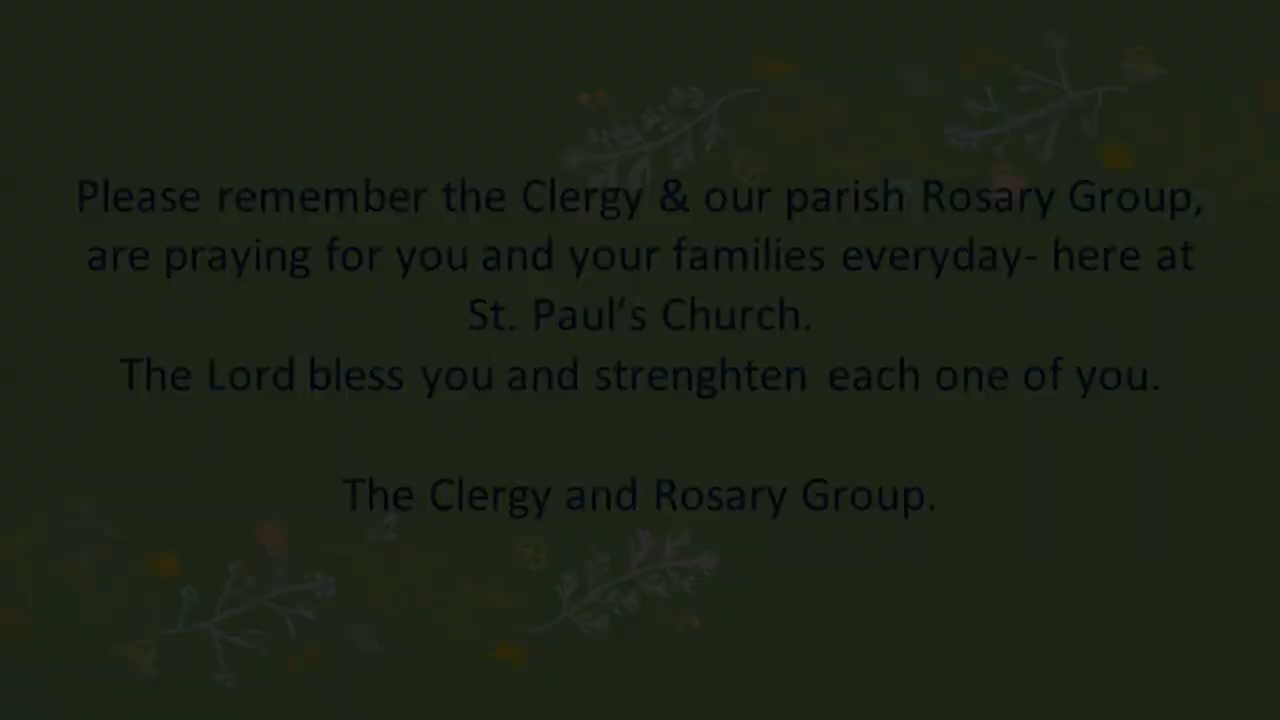 Please remember the Clergy & our parish Rosary Group,
are praying for you and your families everyday- here at
St. Paul’s Church.
The Lord bless you and strenghten each one of you.
The Clergy and Rosary Group.